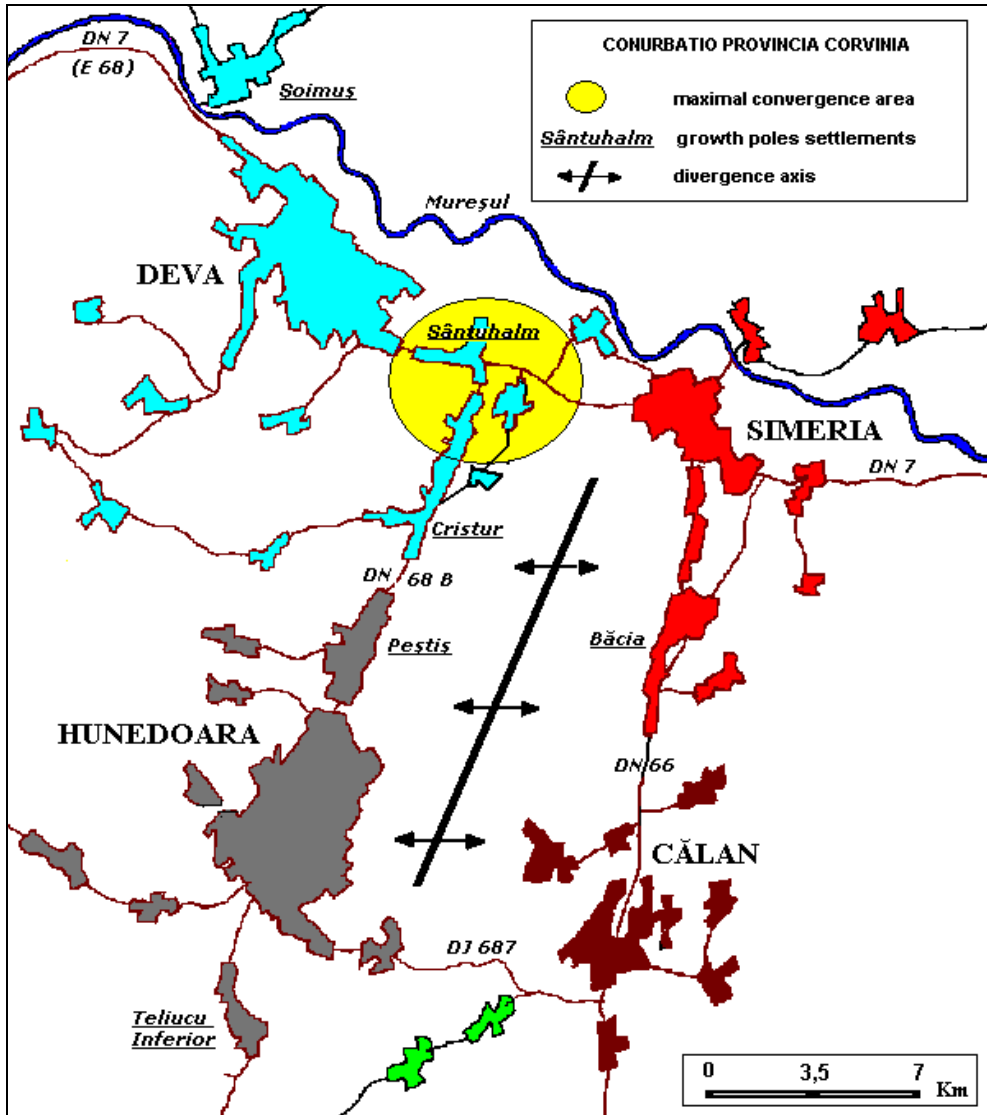 DN 7
(E 68)
Şoimuş
CONURBATIO PROVINCIA CORVINIA
maximal convergence area
Sântuhalm growth poles settlements
divergence axis
Mureşul
DEVA
Sântuhalm
SIMERIA
DN 7
Cristur
DN 68 B
Peştiş
Băcia
HUNEDOARA
DN 66
CĂLAN
DJ 687
Teliucu
Inferior
0 3,5 7
Km